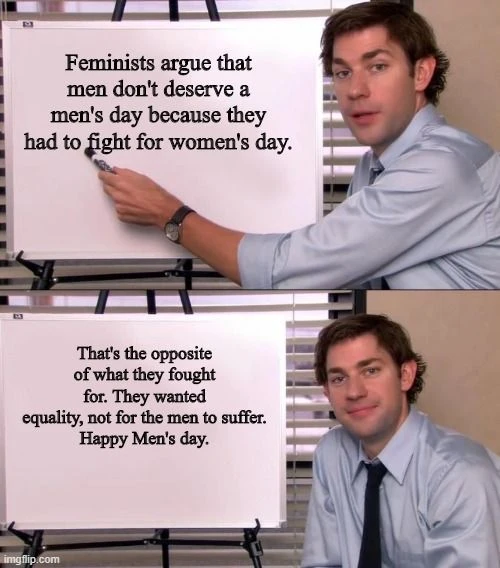 Feminists argue that
men don't deserve a
men's day because they
had to fight for women's day.
That's the opposite
of what they fought
for. They wanted
equality, not for the men to suffer.
Happy Men's day.
imgflip.com